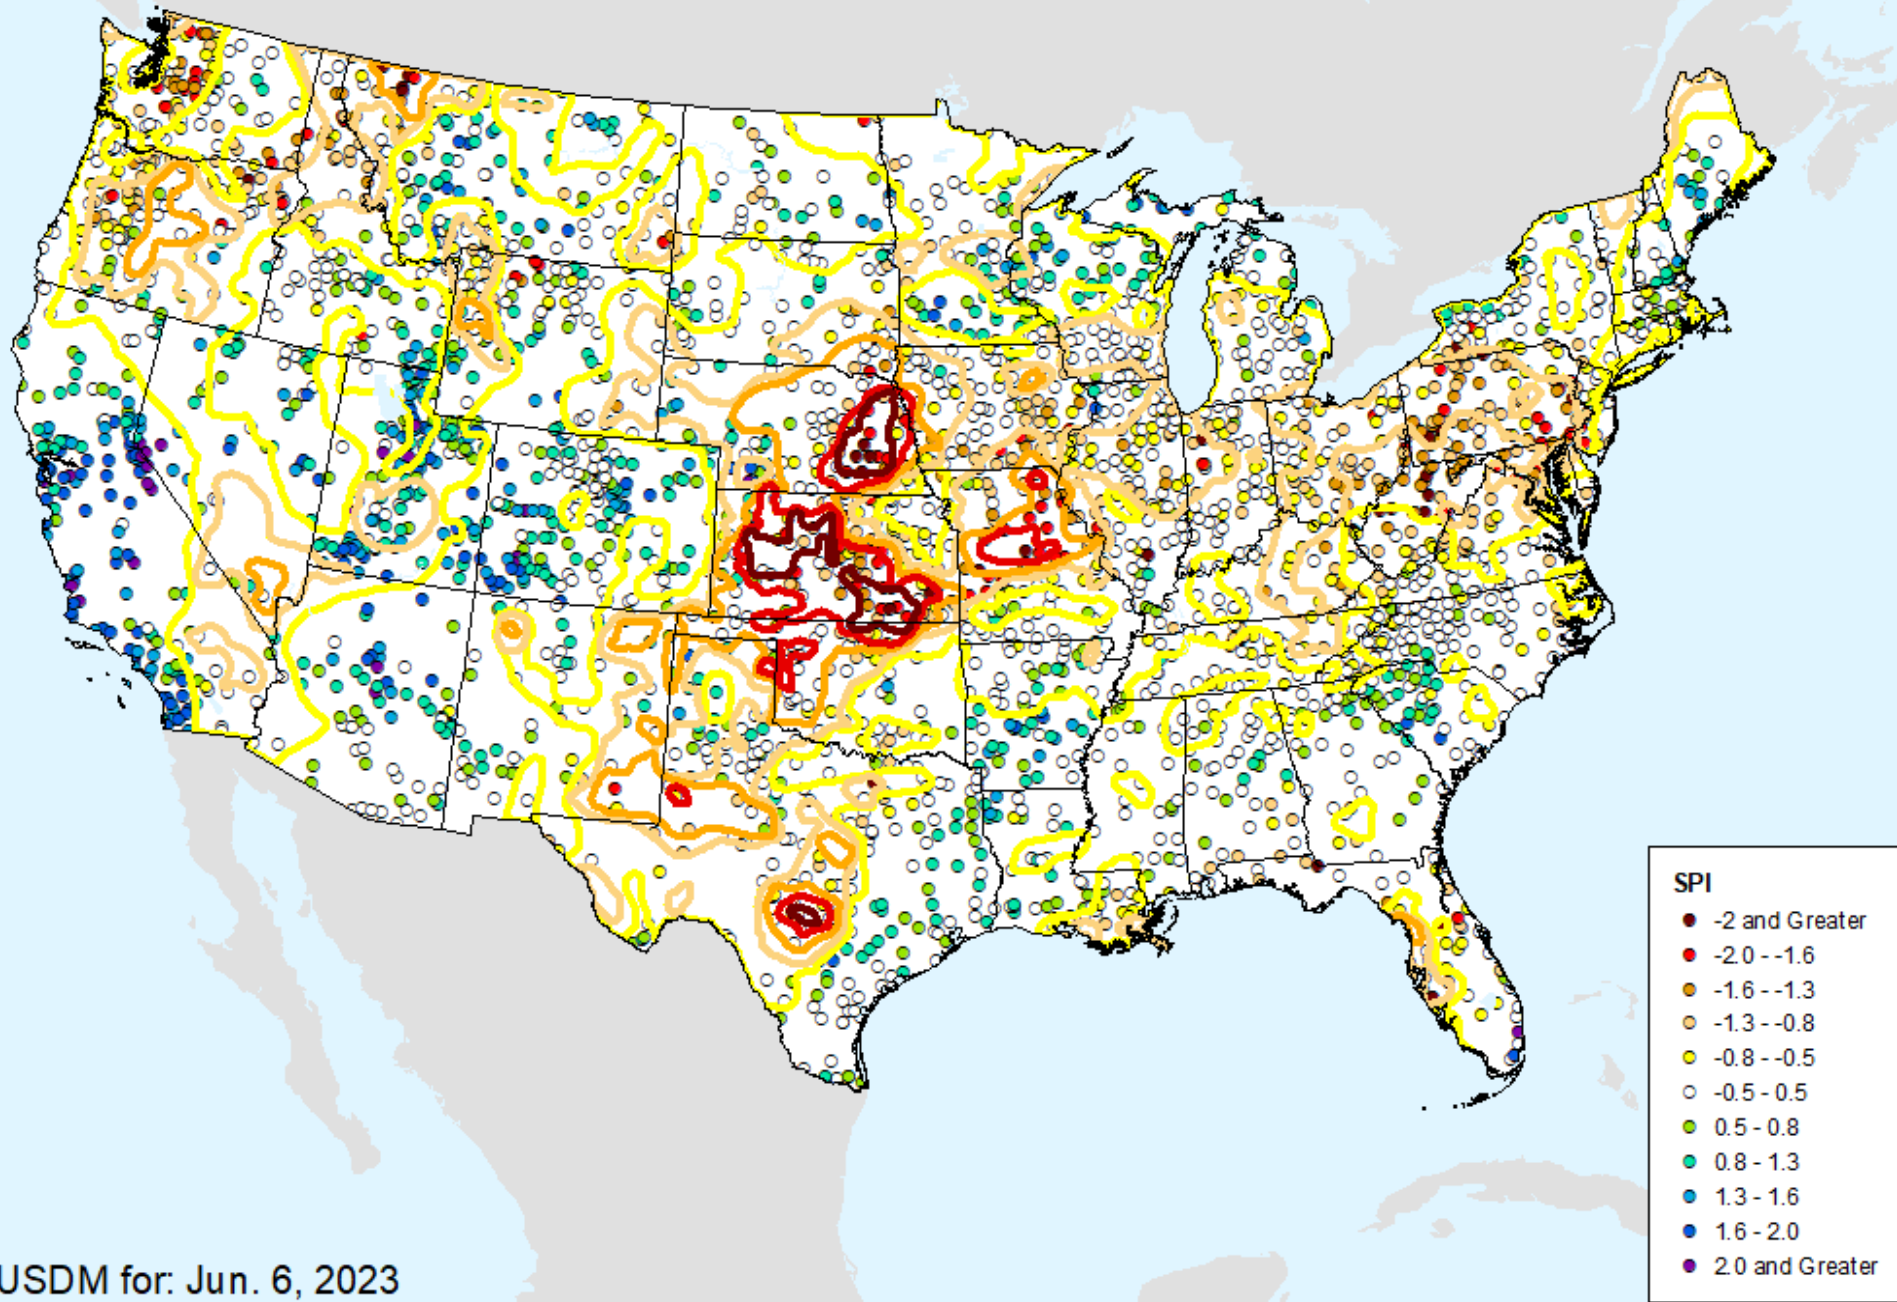 SPI
-2 and Greater
-2.0 - -1.6
-1.6 - -1.3
-1.3 - -0.8
-0.8 - -0.5
-0.5 - 0.5
0.5 - 0.8
0.8 - 1.3
1.3 - 1.6
1.6 - 2.0
2.0 and Greater
USDM for: Jun. 6, 2023